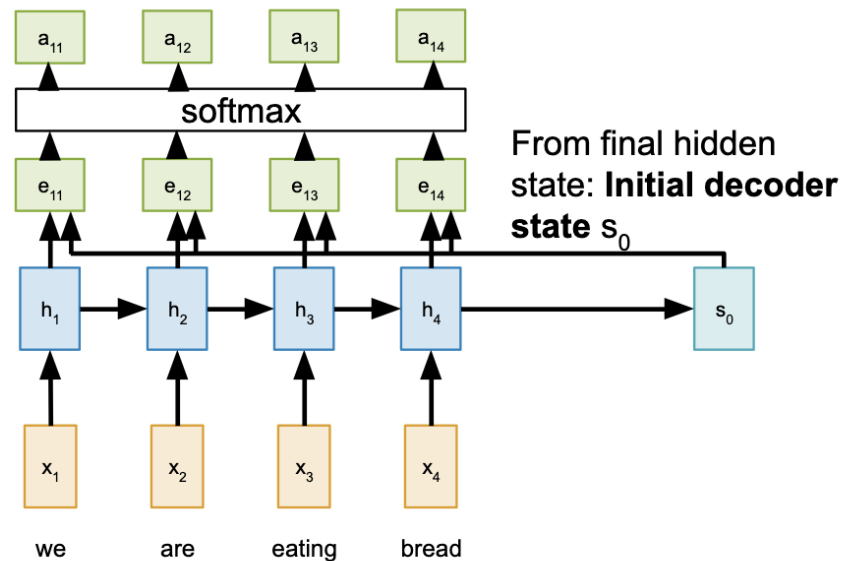 a₁₁ a₁₂ a₁₃ a₁₄
softmax
From final hidden
state: Initial decoder
state s₀
e₁₁ e₁₂ e₁₃ e₁₄
h₁ h₂ h₃ h₄ s₀
x₁ x₂ x₃ x₄
we are eating bread